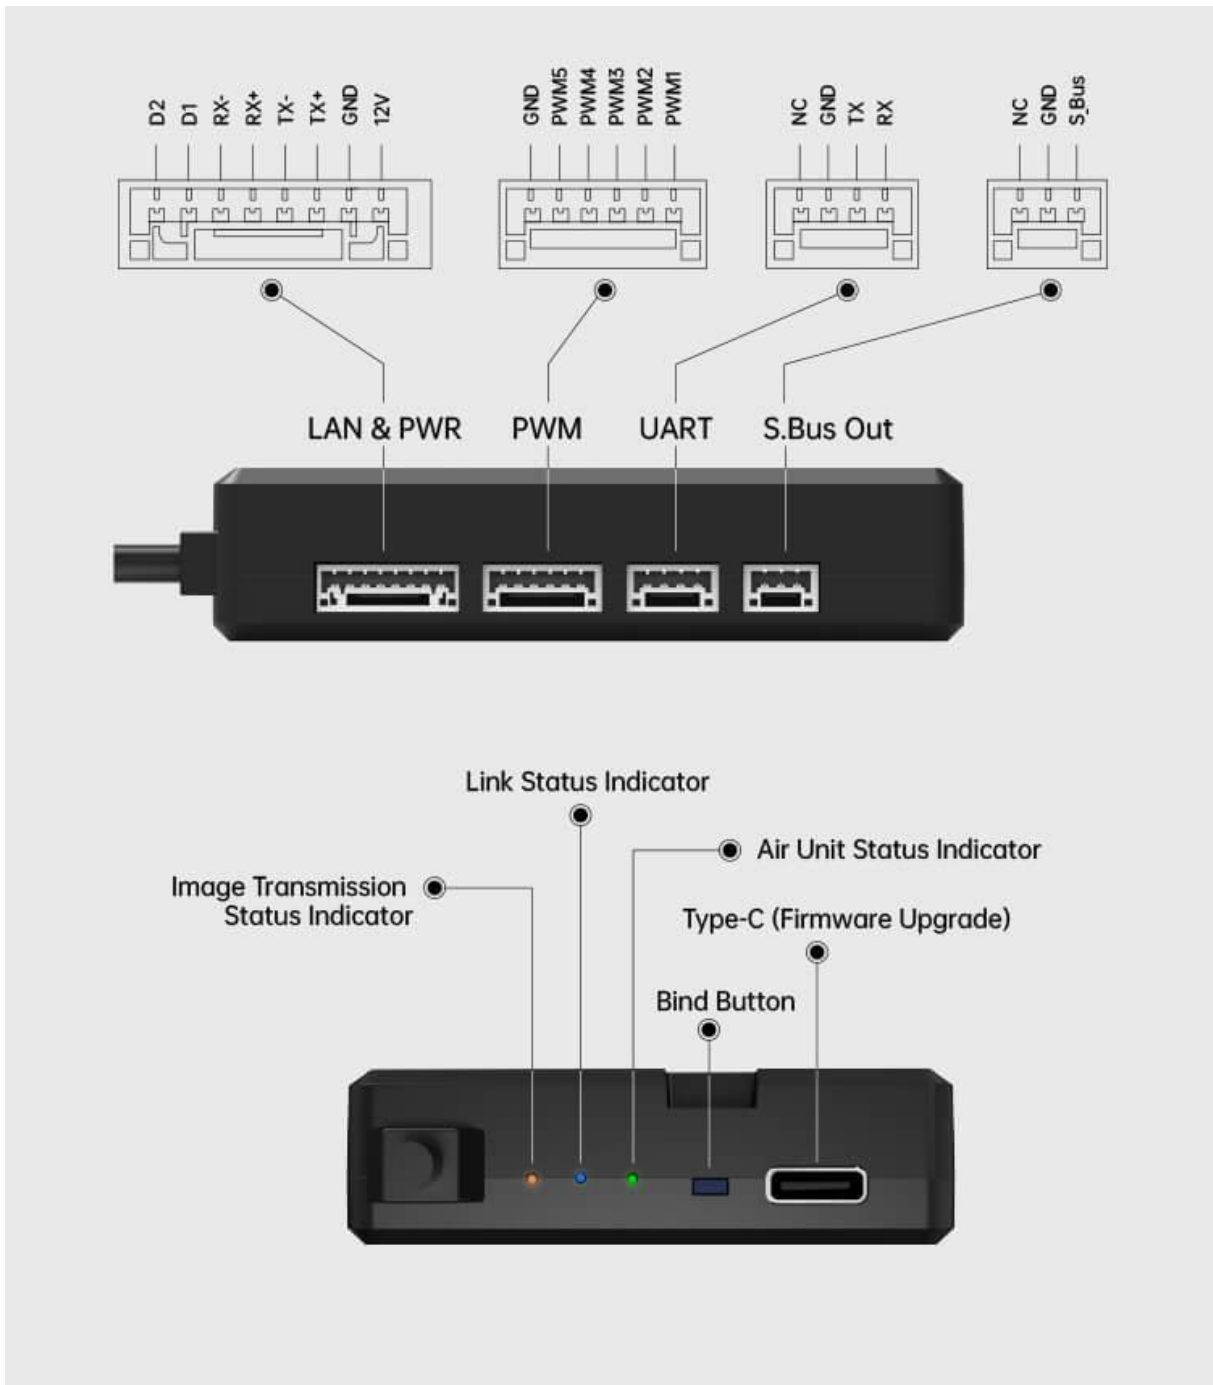 D2
D1
RX-
RX+
TX-
TX+
GND
12V
GND
PWM5
PWM4
PWM3
PWM2
PWM1
NC
GND
TX
RX
NC
GND
S_Bus
LAN & PWR
PWM
UART
S.Bus Out
Link Status Indicator
Air Unit Status Indicator
Image Transmission
Status Indicator
Type-C (Firmware Upgrade)
Bind Button